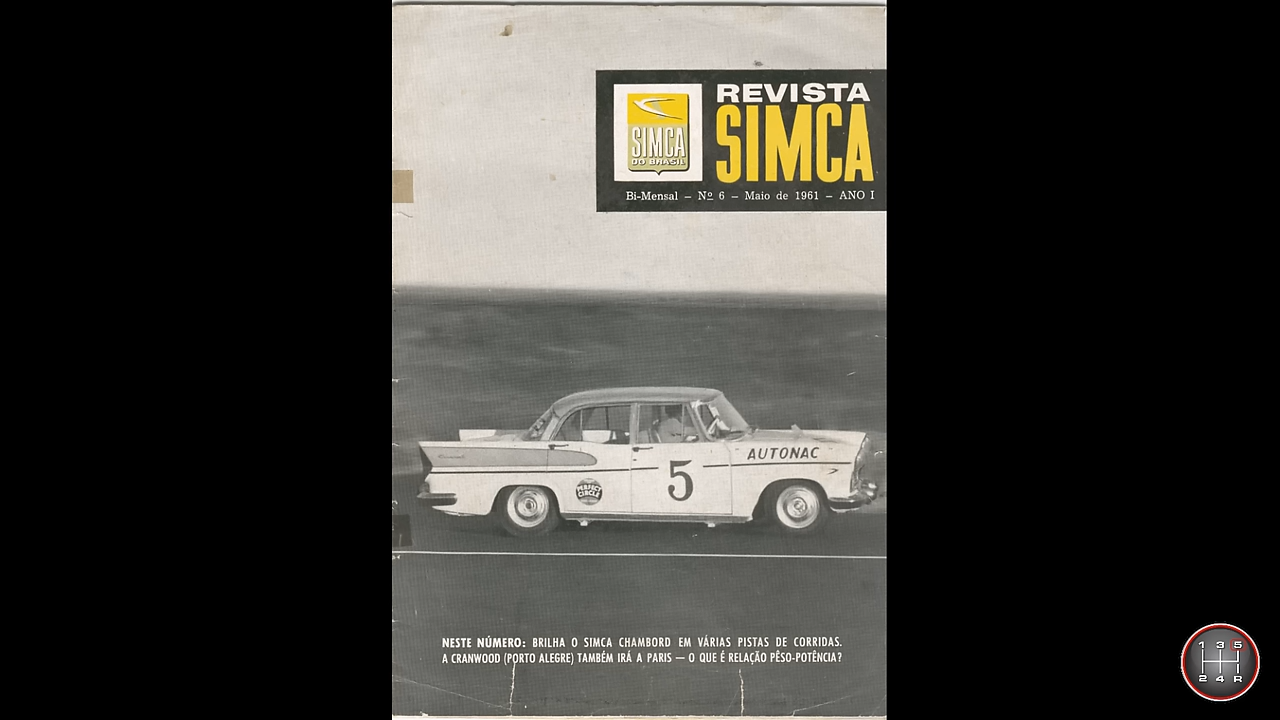 REVISTA
SIMCA
SIMCA
DO BRASIL
Bi-Mensal – Nº 6 – Maio de 1961 – ANO I
AUTONAC
5
PERFECT
CIRCLE
NESTE NÚMERO: BRILHA O SIMCA CHAMBORD EM VÁRIAS PISTAS DE CORRIDAS.
A CRANWOOD (PORTO ALEGRE) TAMBÉM IRÁ A PARIS — O QUE É RELAÇÃO PÊSO-POTÊNCIA?
1 3 5
2 4 R